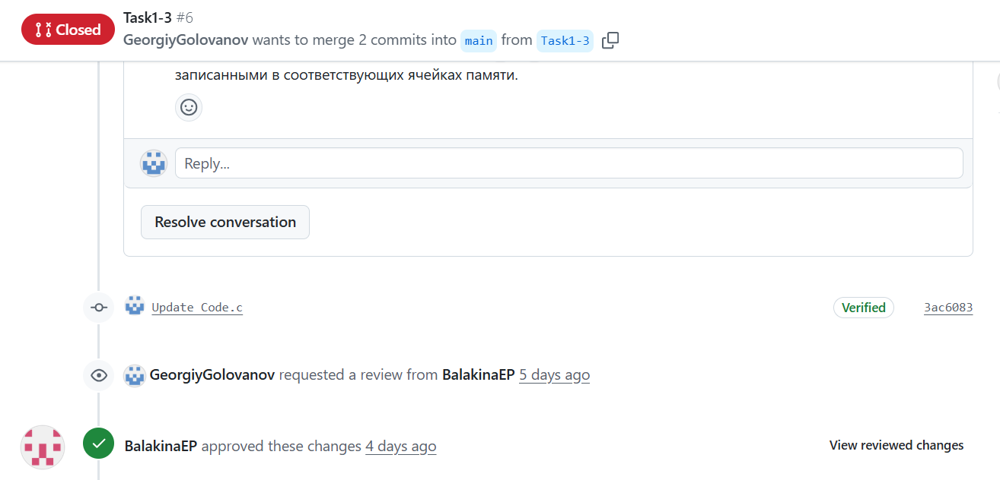 Closed
Task1-3 #6
GeorgiyGolovanov wants to merge 2 commits into main from Task1-3
записанными в соответствующих ячейках памяти.
Reply...
Resolve conversation
Update Code.c Verified 3ac6083
GeorgiyGolovanov requested a review from BalakinaEP 5 days ago
BalakinaEP approved these changes 4 days ago View reviewed changes